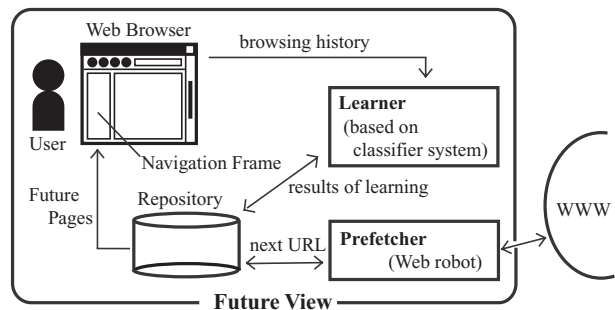 Web Browser
browsing history
Learner
(based on
classifier system)
User
Navigation Frame
Future
Pages
Repository
results of learning
WWW
next URL
Prefetcher
(Web robot)
Future View